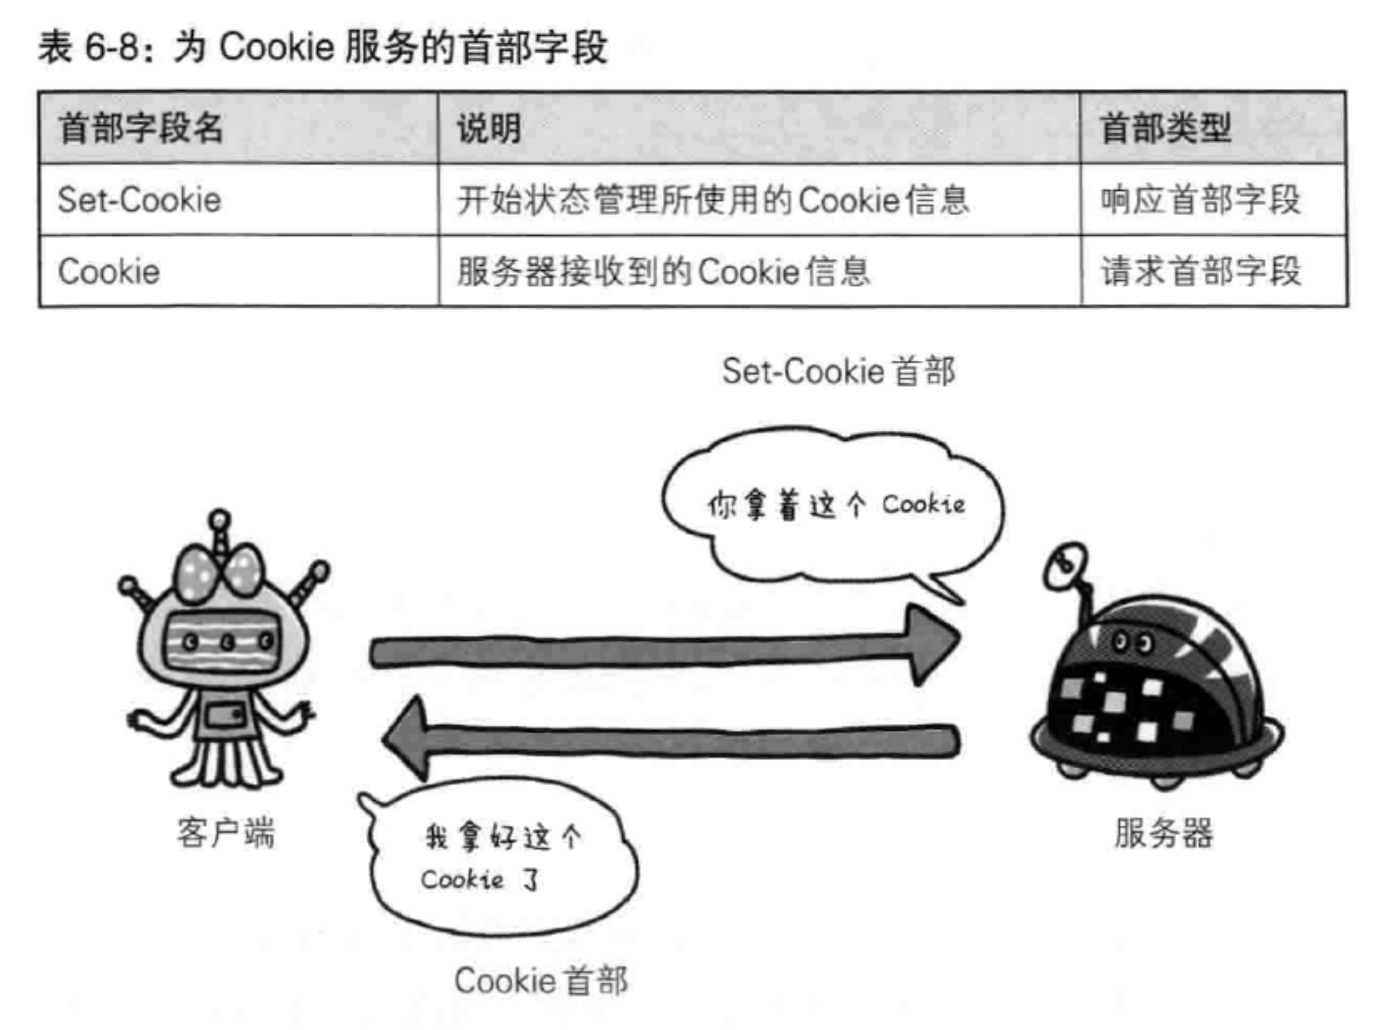 表 6-8：为 Cookie 服务的首部字段
首部字段名 说明 首部类型
Set-Cookie 开始状态管理所使用的Cookie信息 响应首部字段
Cookie 服务器接收到的Cookie信息 请求首部字段
Set-Cookie 首部
你拿着这个 Cookie
客户端
服务器
我拿好这个
Cookie 了
Cookie 首部